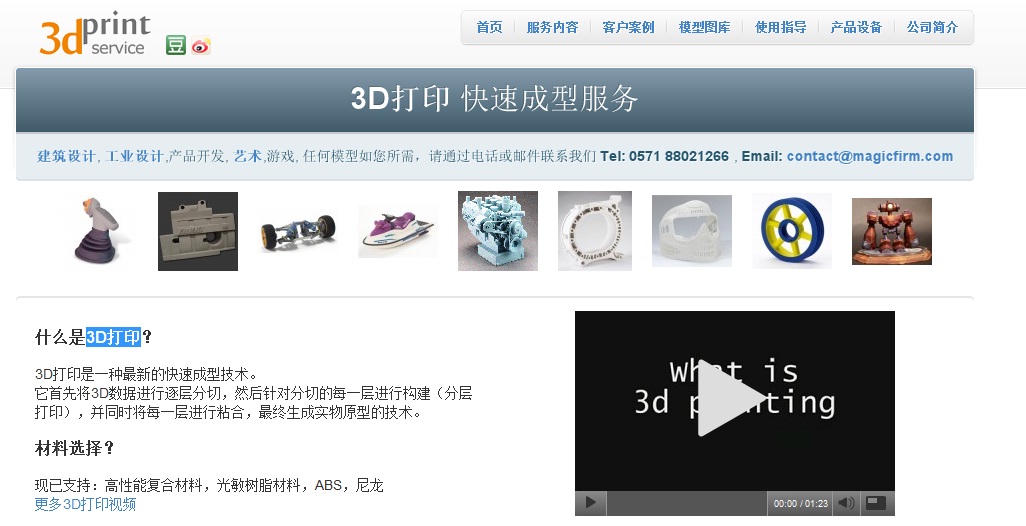 3dprint
service
豆
首页 服务内容 客户案例 模型图库 使用指导 产品设备 公司简介
3D打印 快速成型服务
建筑设计, 工业设计,产品开发, 艺术,游戏, 任何模型如您所需，请通过电话或邮件联系我们 Tel: 0571 88021266 , Email: contact@magicfirm.com
什么是3D打印？
3D打印是一种最新的快速成型技术。
它首先将3D数据进行逐层分切，然后针对分切的每一层进行构建（分层
打印），并同时将每一层进行粘合，最终生成实物原型的技术。
材料选择？
现已支持：高性能复合材料，光敏树脂材料，ABS，尼龙
更多3D打印视频
what is
3d printing
00:00 / 01:23